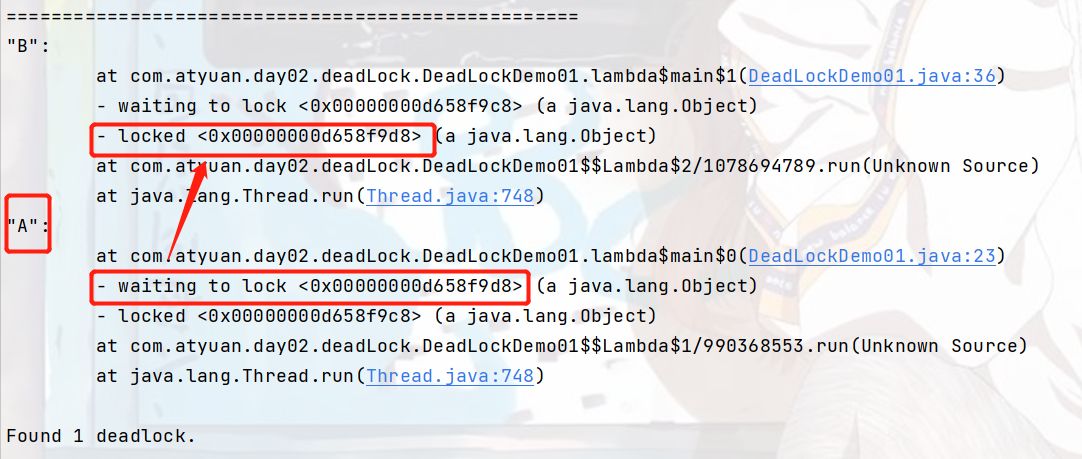 ===================================================
"B":
at com.atyuan.day02.deadLock.DeadLockDemo01.lambda$main$1(DeadLockDemo01.java:36)
- waiting to lock <0x00000000d658f9c8> (a java.lang.Object)
- locked <0x00000000d658f9d8> (a java.lang.Object)
at com.atyuan.day02.deadLock.DeadLockDemo01$$Lambda$2/1078694789.run(Unknown Source)
at java.lang.Thread.run(Thread.java:748)
"A":
at com.atyuan.day02.deadLock.DeadLockDemo01.lambda$main$0(DeadLockDemo01.java:23)
- waiting to lock <0x00000000d658f9d8> (a java.lang.Object)
- locked <0x00000000d658f9c8> (a java.lang.Object)
at com.atyuan.day02.deadLock.DeadLockDemo01$$Lambda$1/990368553.run(Unknown Source)
at java.lang.Thread.run(Thread.java:748)
Found 1 deadlock.